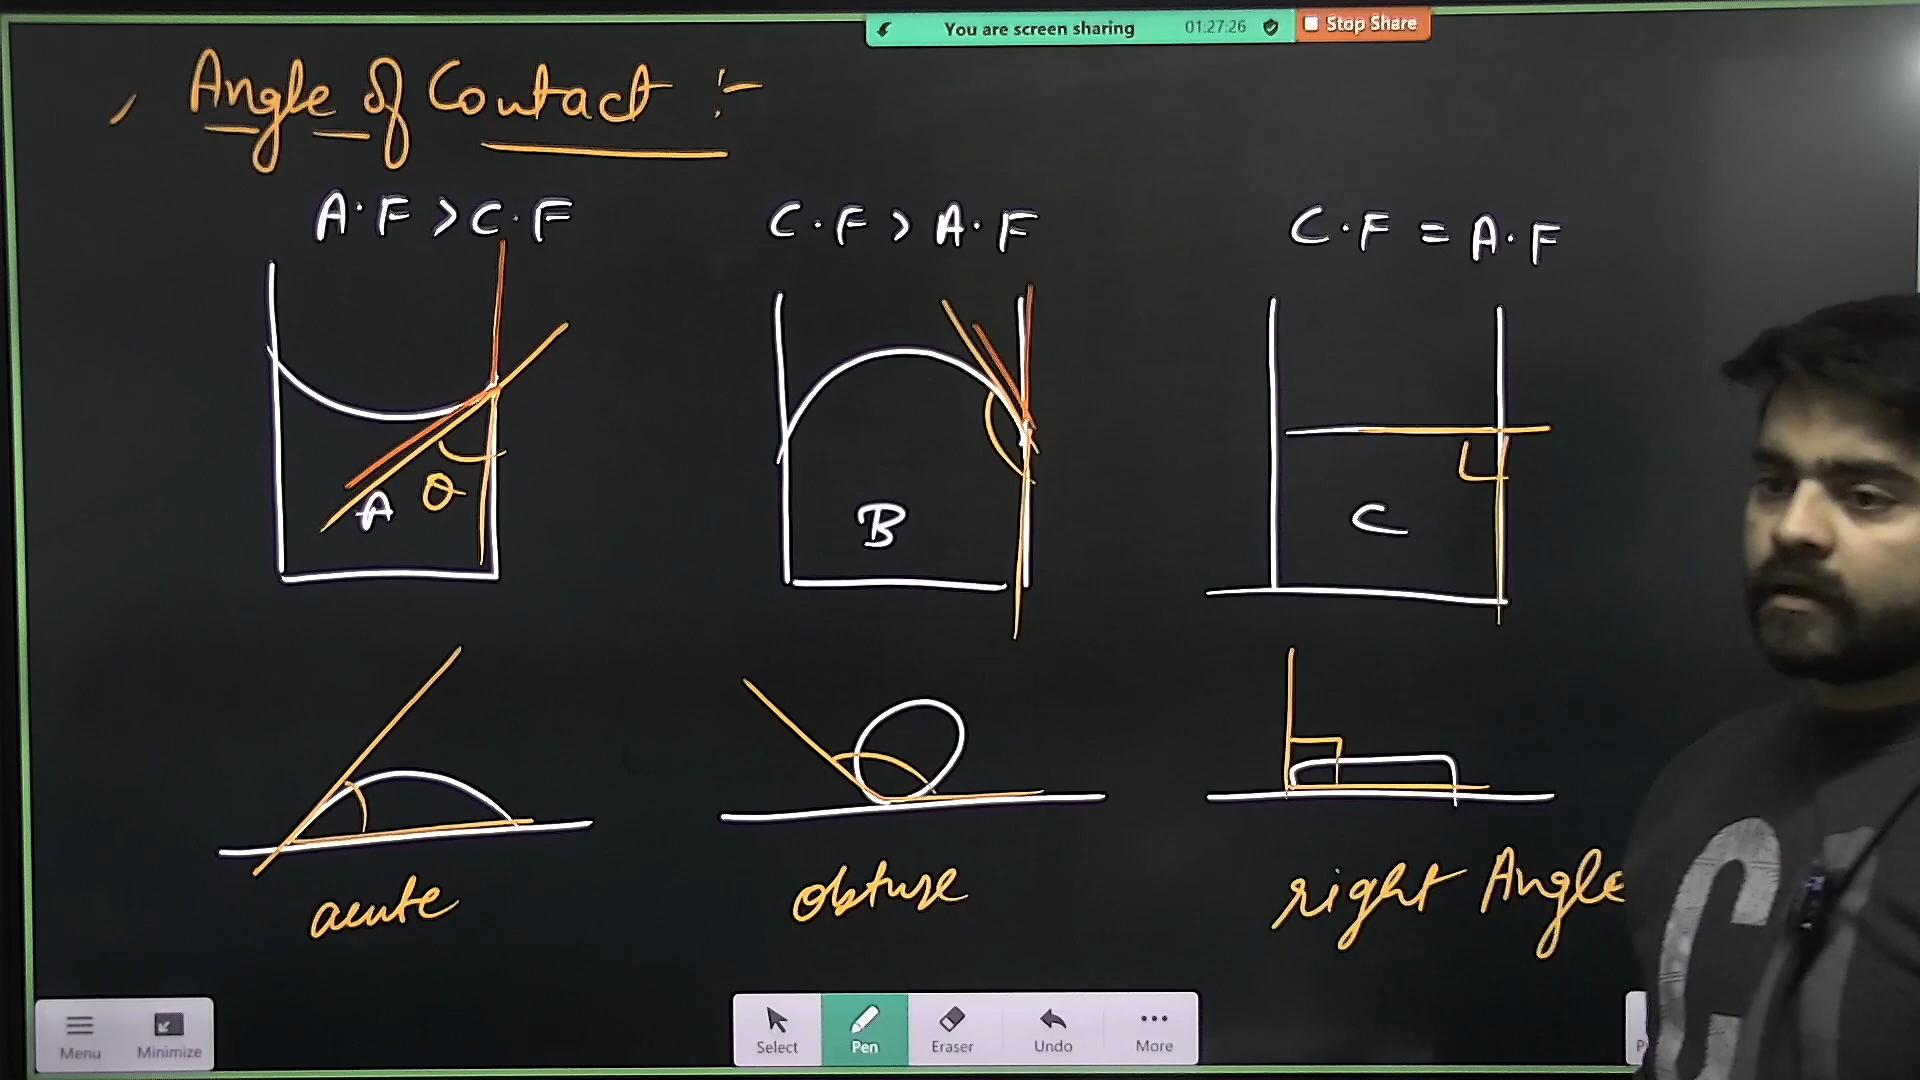 You are screen sharing 01:27:26 Stop Share
Angle of Contact :-
A.F > C.F
C.F > A.F
C.F = A.F
A θ
B
C
acute
obtuse
right Angle
Menu Minimize
Select Pen Eraser Undo More
C